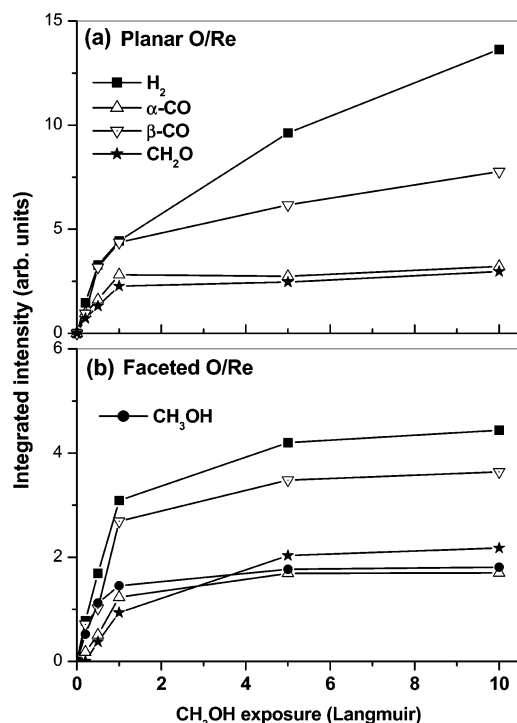 15
(a) Planar O/Re
H₂
α-CO
β-CO
CH₂O
10
5
0
Integrated intensity (arb. units)
6
(b) Faceted O/Re
CH₃OH
4
2
0
0 2 4 6 8 10
CH₃OH exposure (Langmuir)